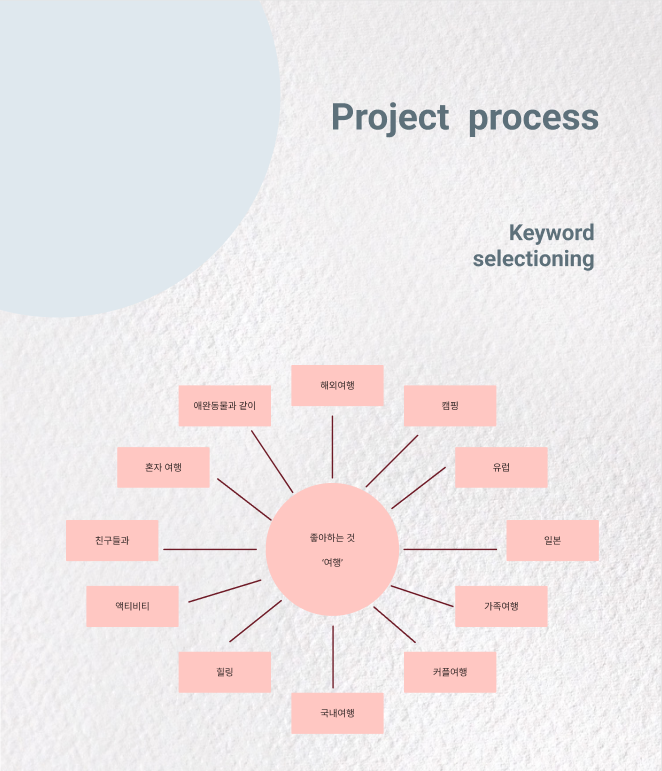 Project process
Keyword
selectioning
해외여행
애완동물과 같이
캠핑
혼자 여행
유럽
친구들과
좋아하는 것
'여행'
일본
액티비티
가족여행
힐링
커플여행
국내여행